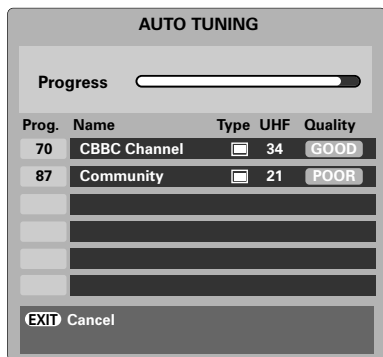 AUTO TUNING
Progress
Prog. Name Type UHF Quality
70 CBBC Channel 34 GOOD
87 Community 21 POOR
EXIT Cancel